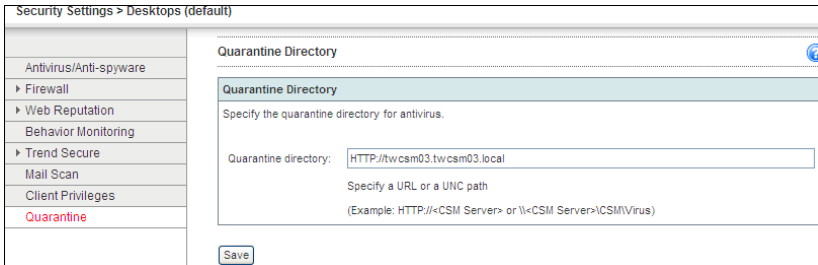 Security Settings > Desktops (default)
Quarantine Directory
Antivirus/Anti-spyware
Firewall
Web Reputation
Behavior Monitoring
Trend Secure
Mail Scan
Client Privileges
Quarantine
Quarantine Directory
Specify the quarantine directory for antivirus.
Quarantine directory: HTTP://twcsm03.twcsm03.local
Specify a URL or a UNC path
(Example: HTTP://<CSM Server> or \\<CSM Server>\CSM\Virus)
Save